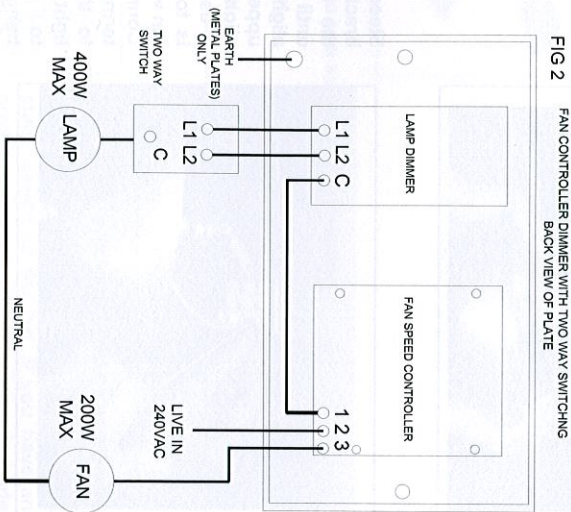 FIG 2
FAN CONTROLLER DIMMER WITH TWO WAY SWITCHNG
BACK VIEW OF PLATE
LAMP DIMMER
L1 L2 C
FAN SPEED CONTROLLER
1 2 3
EARTH
(METAL PLATES)
ONLY
TWO WAY
SWITCH
L1 L2
C
LIVE IN
240VAC
400W
MAX
LAMP
200W
MAX
FAN
NEUTRAL